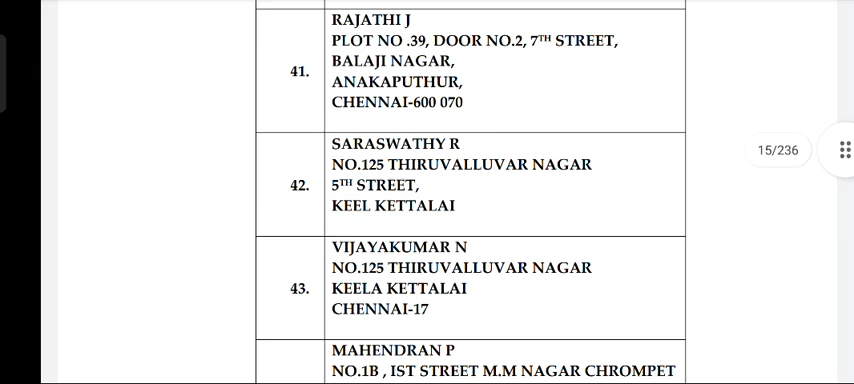 RAJATHI J
PLOT NO .39, DOOR NO.2, 7TH STREET,
BALAJI NAGAR,
41.
ANAKAPUTHUR,
CHENNAI-600 070
SARASWATHY R
NO.125 THIRUVALLUVAR NAGAR
42.
5TH STREET,
KEEL KETTALAI
VIJAYAKUMAR N
NO.125 THIRUVALLUVAR NAGAR
43.
KEELA KETTALAI
CHENNAI-17
MAHENDRAN P
NO.1B , IST STREET M.M NAGAR CHROMPET
15/236